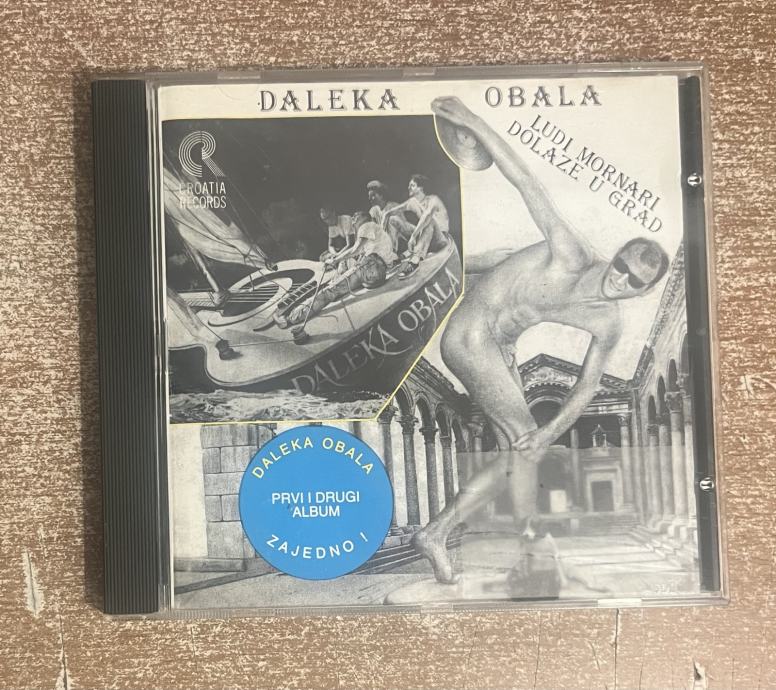 DALEKA OBALA
LUDI MORNARI
DOLAZE U GRAD
CROATIA
RECORDS
DALEKA OBALA
DALEKA OBALA
PRVI I DRUGI
ALBUM
ZAJEDNO !